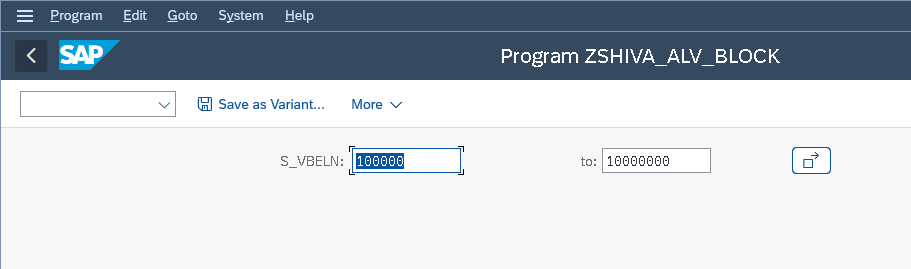 Program Edit Goto System Help
SAP Program ZSHIVA_ALV_BLOCK
Save as Variant... More
S_VBELN: 100000 to: 10000000